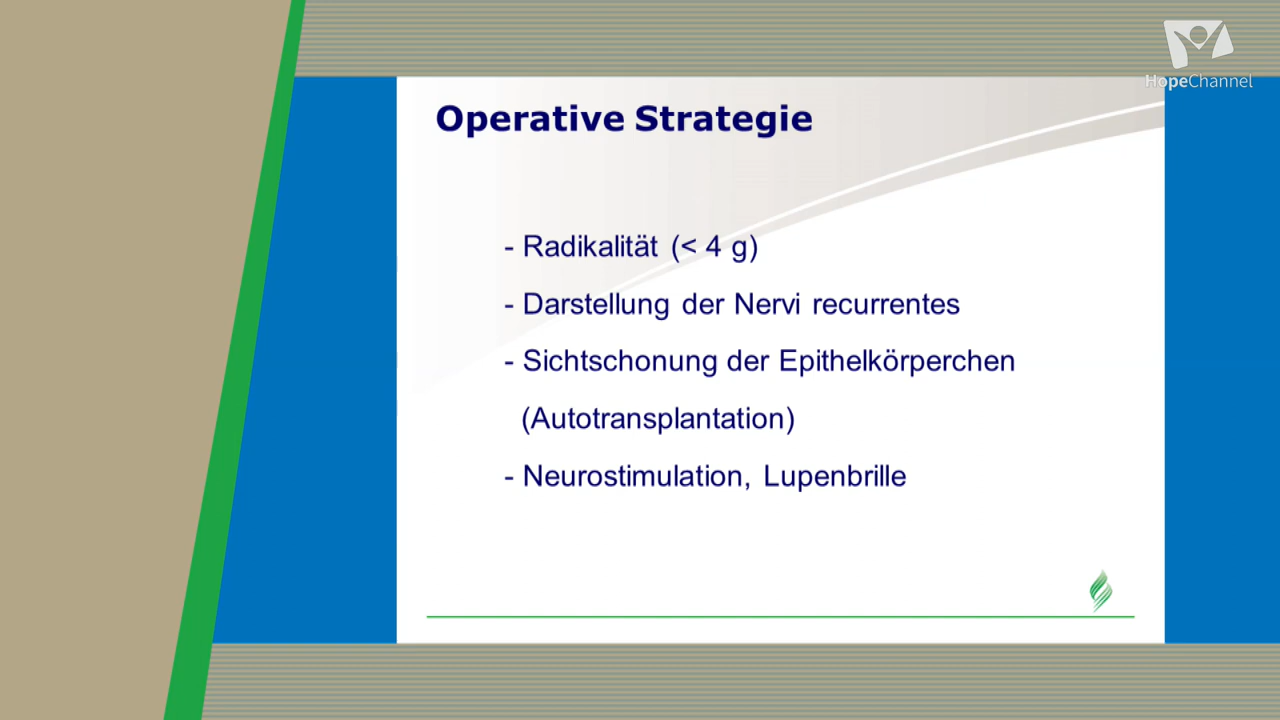 HopeChannel
Operative Strategie
- Radikalität (< 4 g)
- Darstellung der Nervi recurrentes
- Sichtschonung der Epithelkörperchen
(Autotransplantation)
- Neurostimulation, Lupenbrille